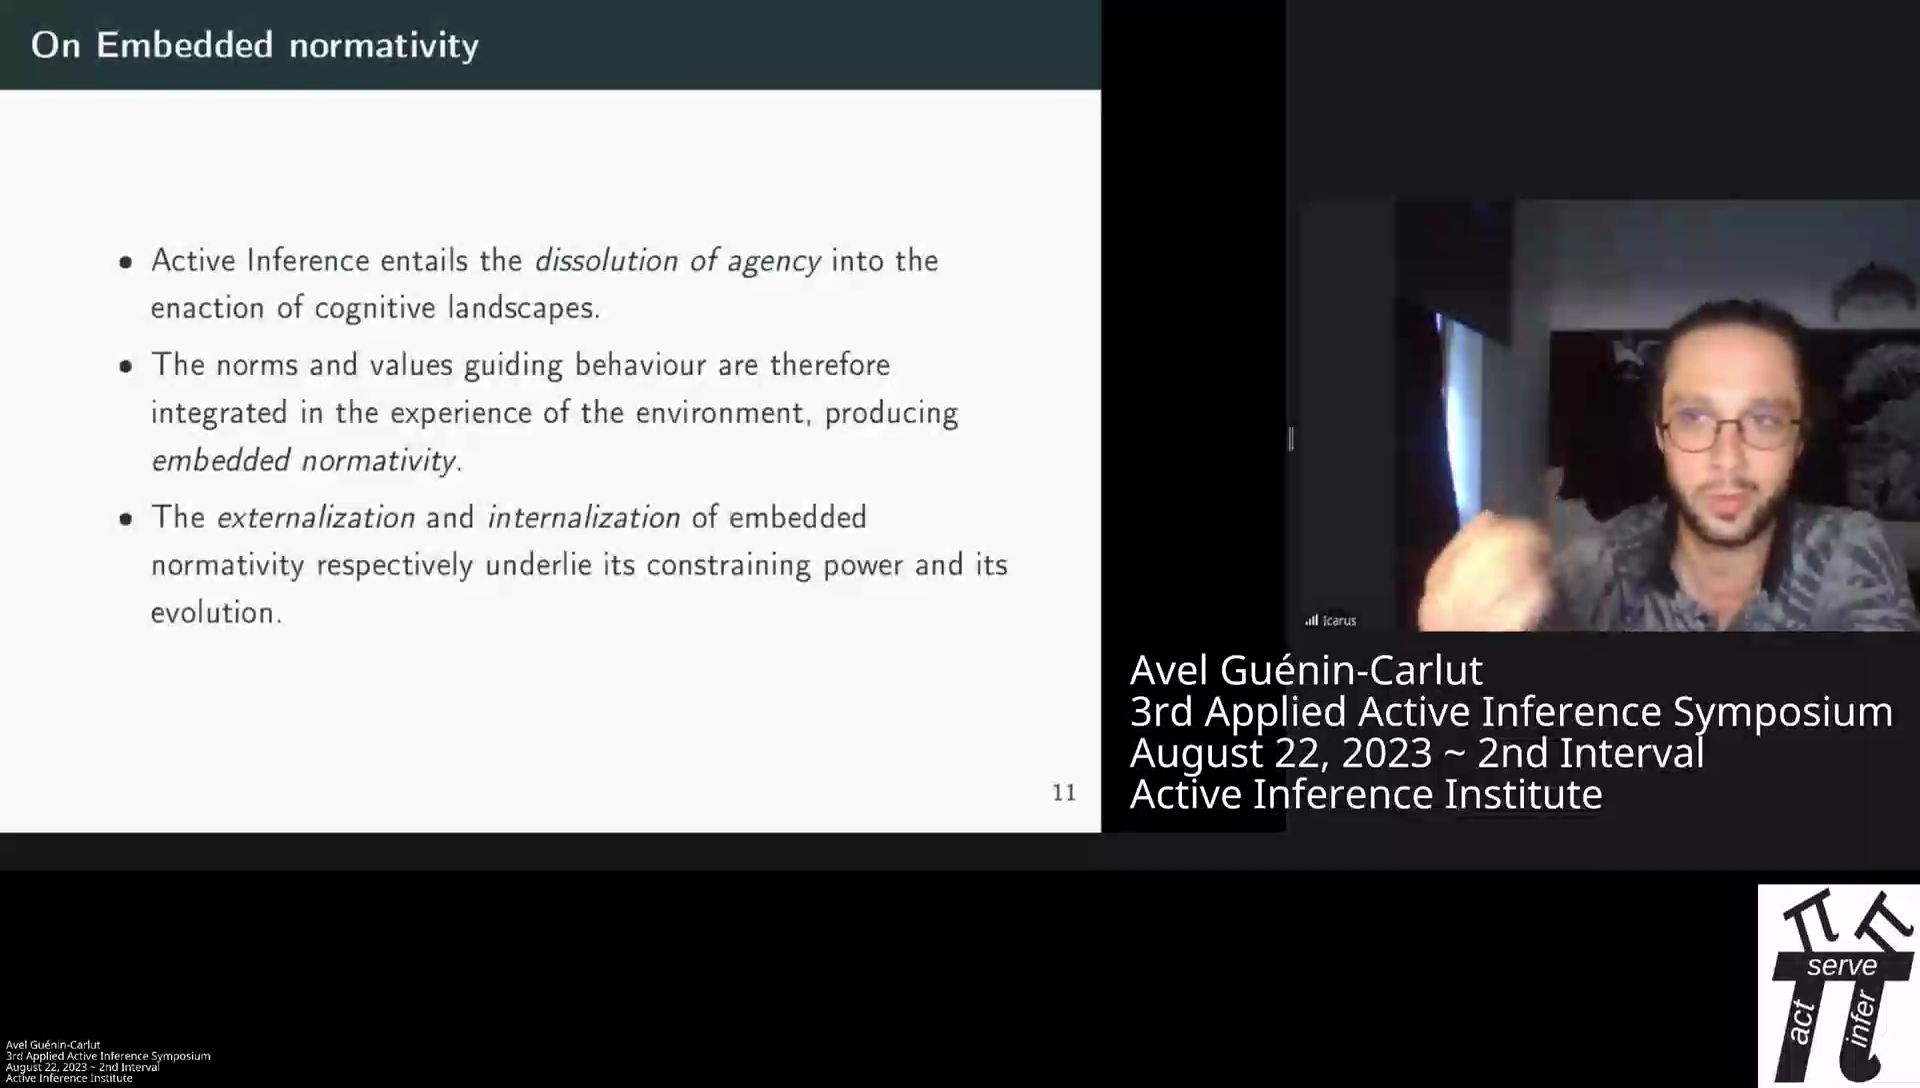 On Embedded normativity
• Active Inference entails the dissolution of agency into the
enaction of cognitive landscapes.
• The norms and values guiding behaviour are therefore
integrated in the experience of the environment, producing
embedded normativity.
• The externalization and internalization of embedded
normativity respectively underlie its constraining power and its
evolution.
11
Icarus
Avel Guénin-Carlut
3rd Applied Active Inference Symposium
August 22, 2023 ~ 2nd Interval
Active Inference Institute
serve
act
infer
Avel Guénin-Carlut
3rd Applied Active Inference Symposium
August 22, 2023 ~ 2nd Interval
Active Inference Institute